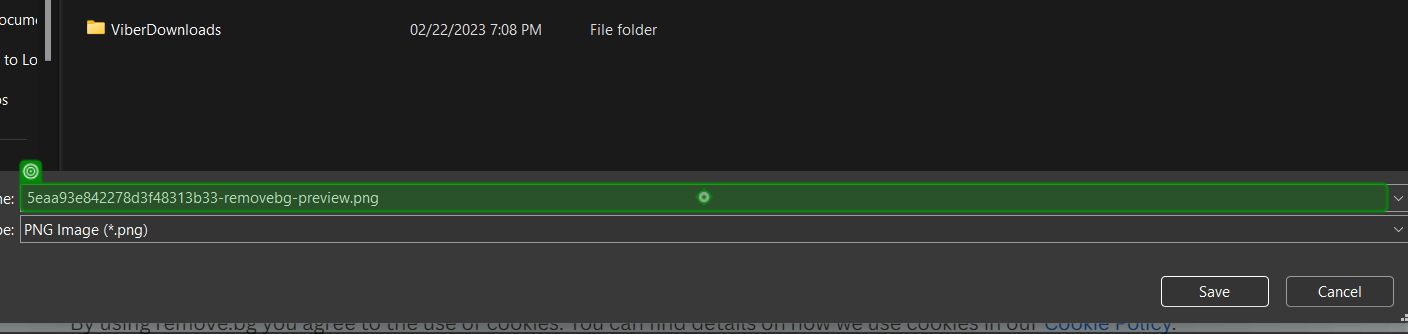 ocume
ViberDownloads 02/22/2023 7:08 PM File folder
to Lo
os
ne: 5eaa93e842278d3f48313b33-removebg-preview.png
pe: PNG Image (*.png)
Save Cancel
By using remove.bg you agree to the use of cookies. You can find details on how we use cookies in our Cookie Policy.